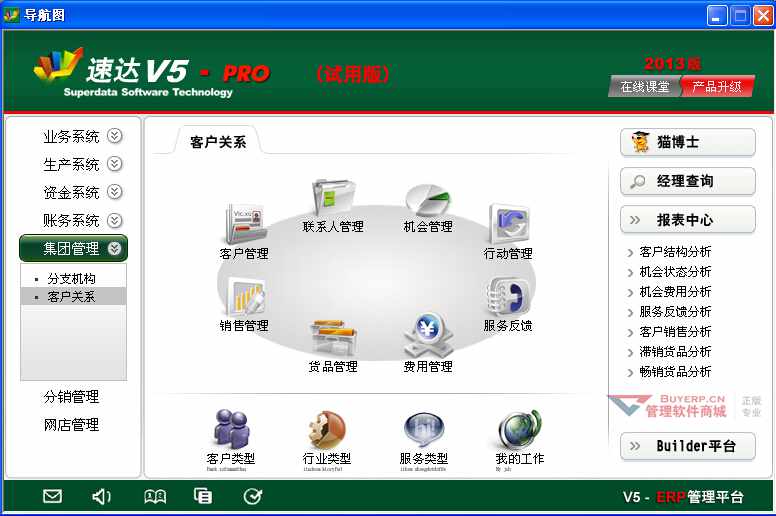 导航图
速达 V5 - PRO （试用版）
Superdata Software Technology
2013版
在线课堂 产品升级
业务系统
生产系统
资金系统
账务系统
集团管理
分支机构
客户关系
分销管理
网店管理
客户关系
联系人管理
机会管理
客户管理
行动管理
销售管理
服务反馈
货品管理
费用管理
客户类型
行业类型
服务类型
我的工作
猫博士
经理查询
报表中心
客户结构分析
机会状态分析
机会费用分析
服务反馈分析
客户销售分析
滞销货品分析
畅销货品分析
BUYERP.CN
管理软件商城
正版
专业
Builder平台
V5 - ERP管理平台